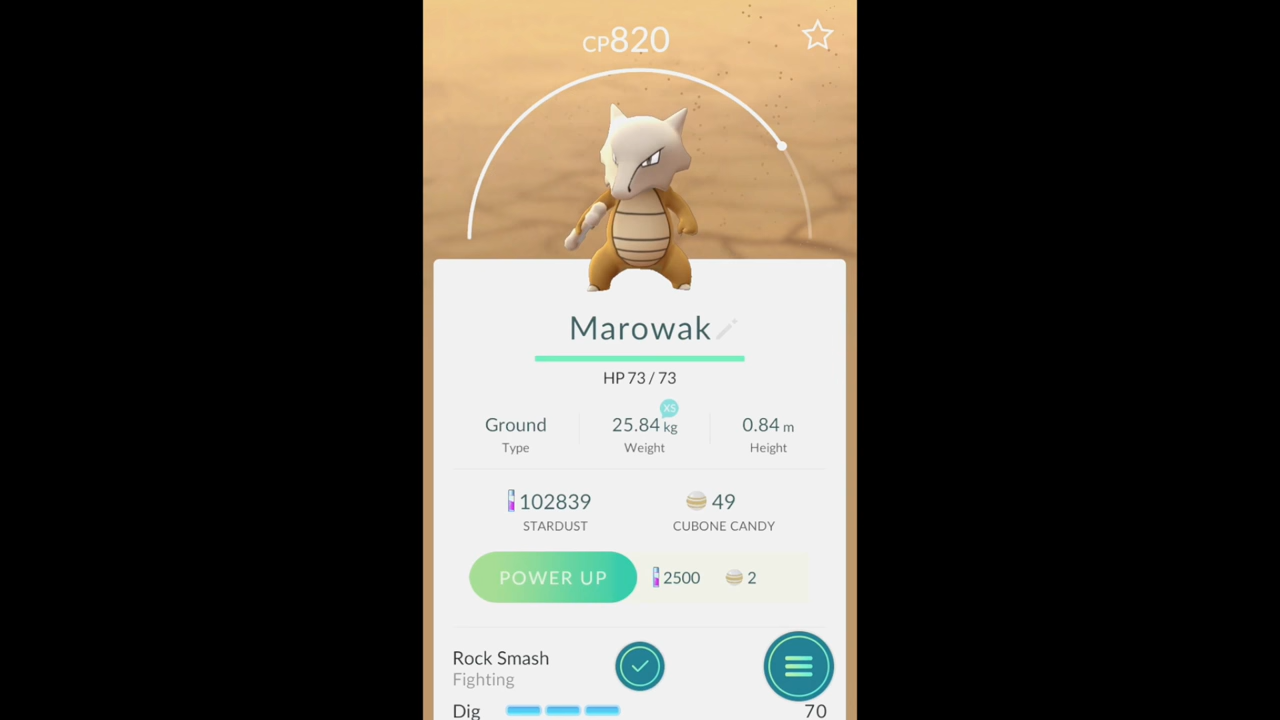 CP820
Marowak
HP 73 / 73
XS
Ground 25.84 kg 0.84 m
Type Weight Height
102839 49
STARDUST CUBONE CANDY
POWER UP 2500 2
Rock Smash
Fighting
Dig 70